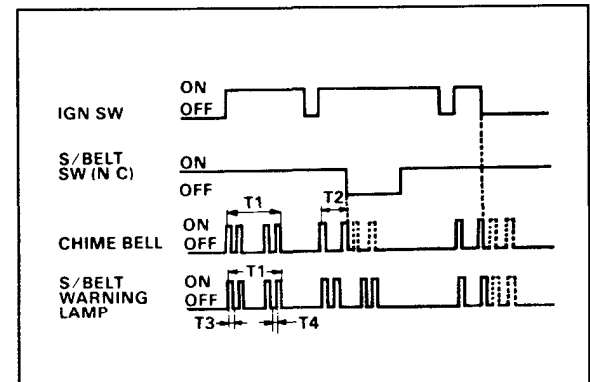 ON
IGN SW OFF
S/BELT ON
SW (N C)
OFF
T1 T2
CHIME BELL ON
OFF
S/BELT ON T1
WARNING OFF
LAMP
T3 T4